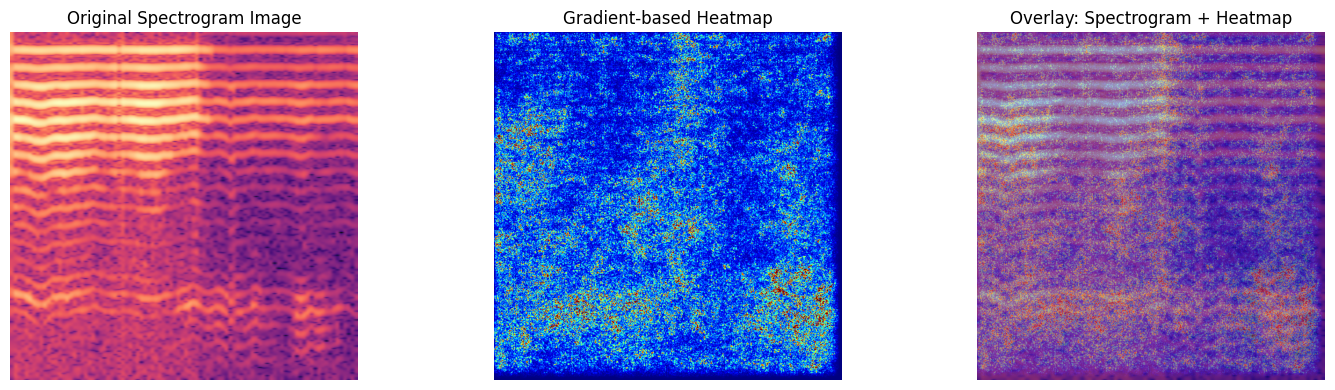 Original Spectrogram Image
Gradient-based Heatmap
Overlay: Spectrogram + Heatmap